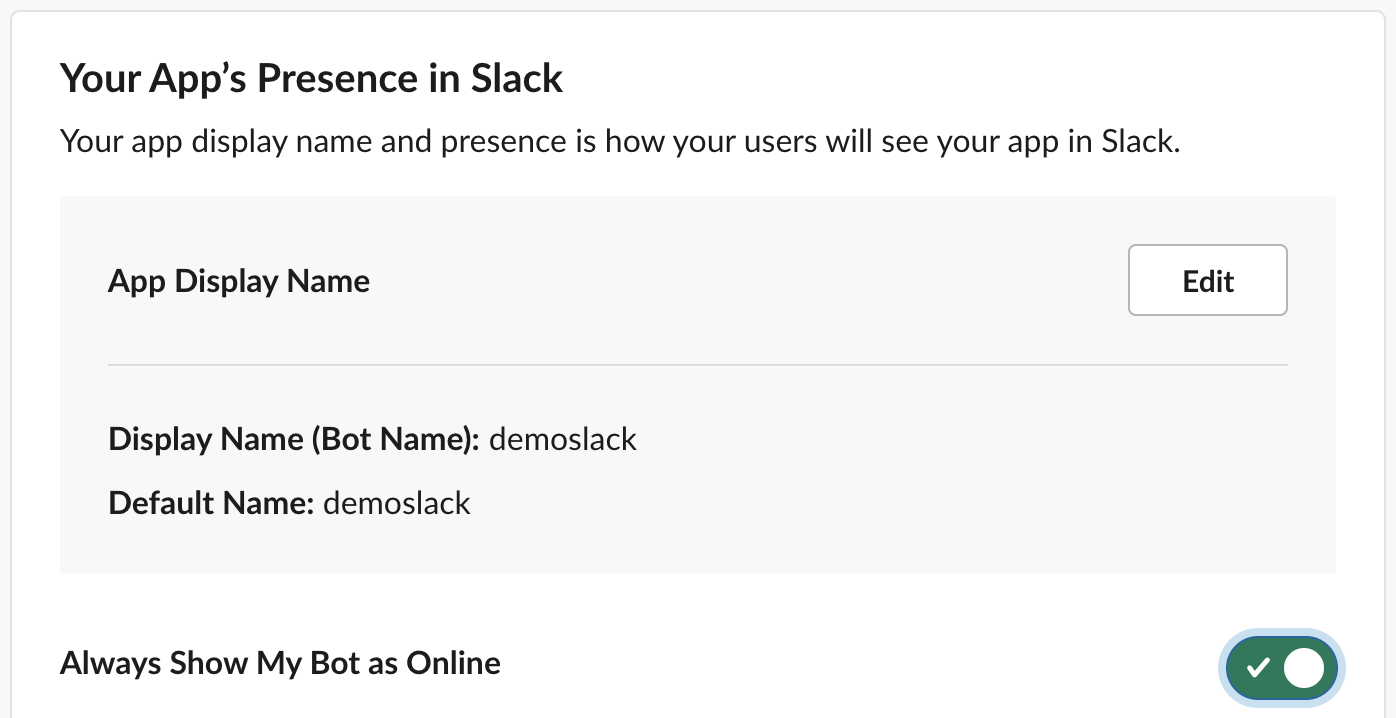 Your App’s Presence in Slack
Your app display name and presence is how your users will see your app in Slack.
App Display Name
Edit
Display Name (Bot Name): demoslack
Default Name: demoslack
Always Show My Bot as Online